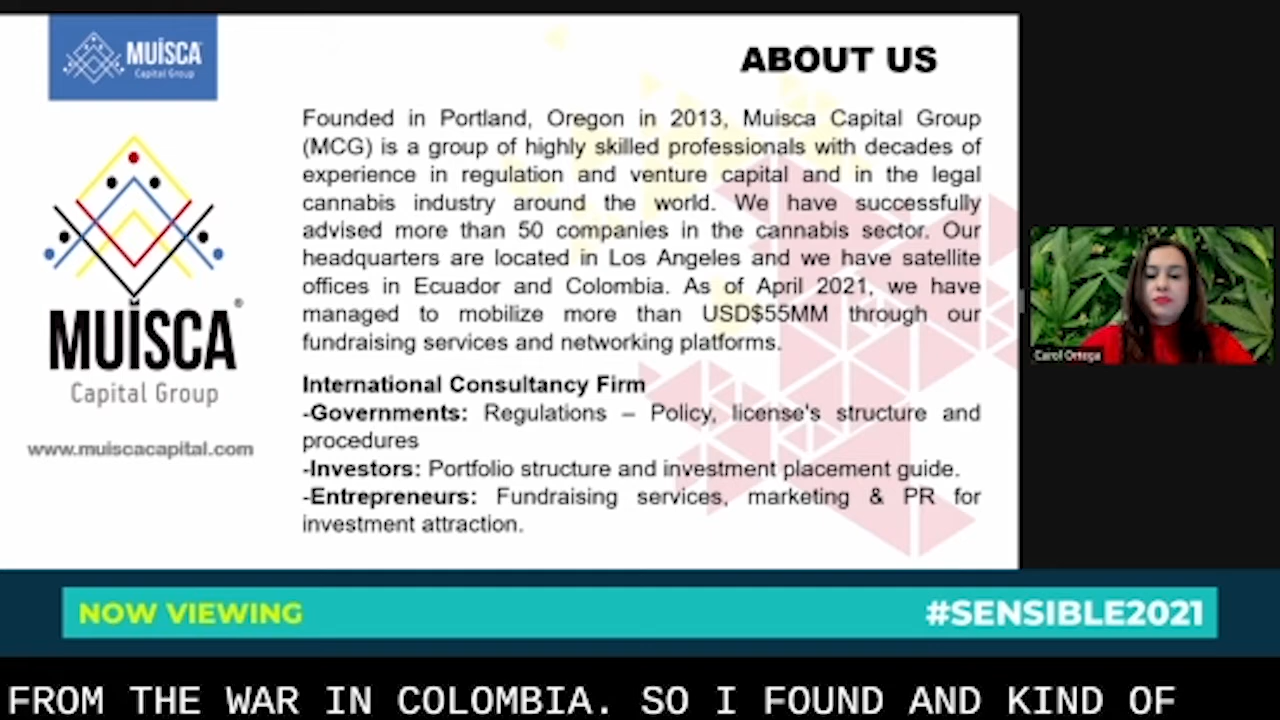 MUÏSCA
Capital Group
ABOUT US
Founded in Portland, Oregon in 2013, Muisca Capital Group
(MCG) is a group of highly skilled professionals with decades of
experience in regulation and venture capital and in the legal
cannabis industry around the world. We have successfully
advised more than 50 companies in the cannabis sector. Our
headquarters are located in Los Angeles and we have satellite
offices in Ecuador and Colombia. As of April 2021, we have
managed to mobilize more than USD$55MM through our
fundraising services and networking platforms.
International Consultancy Firm
-Governments: Regulations – Policy, license's structure and
procedures
-Investors: Portfolio structure and investment placement guide.
-Entrepreneurs: Fundraising services, marketing & PR for
investment attraction.
MUÏSCA®
Capital Group
www.muiscacapital.com
Carol Ortega
NOW VIEWING
#SENSIBLE2021
FROM THE WAR IN COLOMBIA. SO I FOUND AND KIND OF